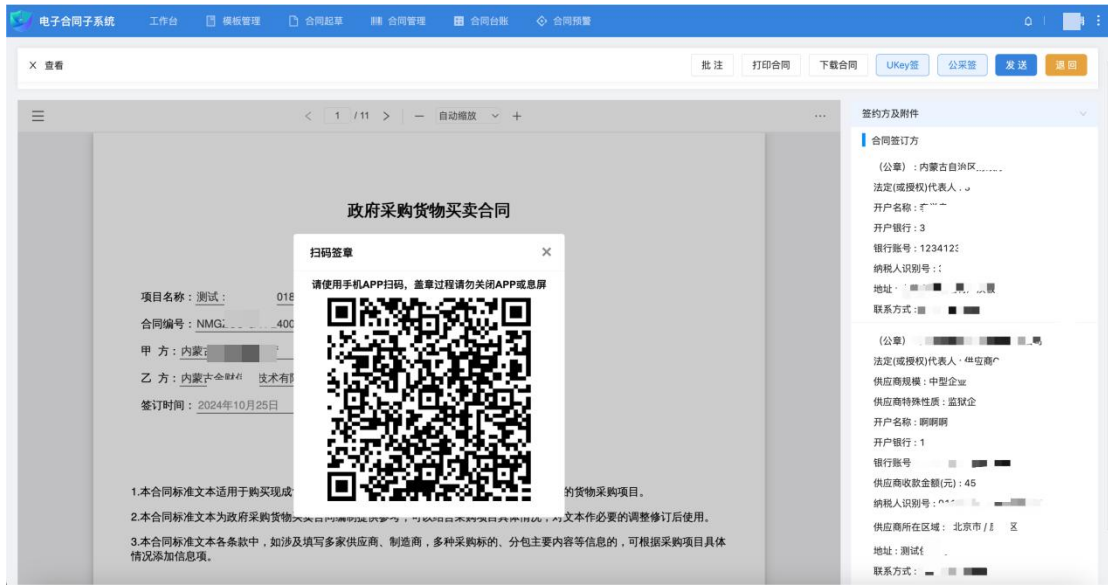 电子合同子系统 工作台 模板管理 合同起草 合同管理 合同台账 合同预警
× 查看 批注 打印合同 下载合同 UKey签 公采签 发送 退回
1 / 11 自动缩放
政府采购货物买卖合同
扫码签章
请使用手机APP扫码，盖章过程请勿关闭APP或息屏
项目名称：测试： 018
合同编号：NMG 400
甲 方：内蒙
乙 方：内蒙 技术有
签订时间：2024年10月25日
1.本合同标准文本适用于购买现成 的货物采购项目。
2.本合同标准文本为政府采购货物
对文本作必要的调整修订后使用。
3.本合同标准文本各条款中，如涉及填写多家供应商、制造商，多种采购标的、分包主要内容等信息的，可根据采购项目具体
情况添加信息项。
签约方及附件
合同签订方
（公章）：内蒙古自治区
法定(或授权)代表人：
开户名称：
开户银行：3
银行账号：123412
纳税人识别号：
地址：
联系方式：
（公章）
法定(或授权)代表人：供应商
供应商规模：中型企业
供应商特殊性质：监狱企
开户名称：啊啊啊
开户银行：1
银行账号
供应商收款金额(元)：45
纳税人识别号：
供应商所在区域： 北京市 / 区
地址：测试
联系方式：